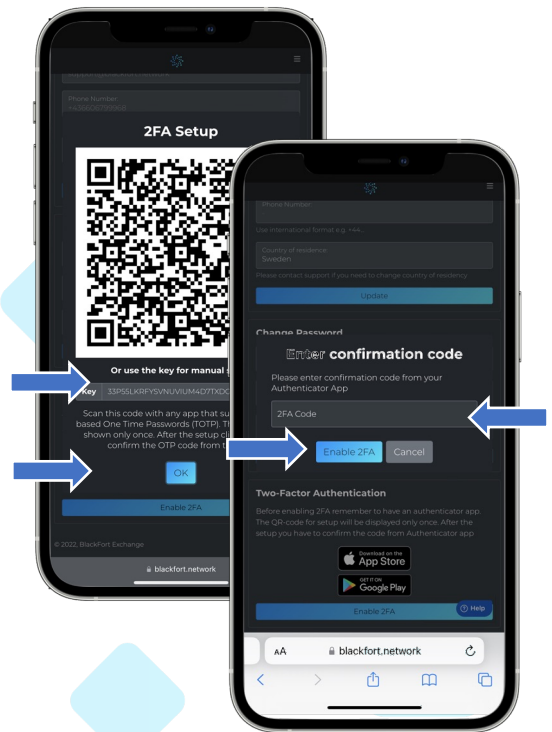 Phone Number
+436606799968
2FA Setup
Or use the key for manual
Key 33PS5LKRFYSVNUVIUM4D7TXDC
Scan this code with any app that su
based One Time Passwords (TOTP). Th
shown only once. After the setup cli
confirm the OTP code from t
OK
Enable 2FA
© 2022, BlackFort Exchange
blackfort.network
Phone Number
Use international format e.g. +44..
Country of residence
Sweden
Please contact support if you need to change country of residency.
Update
Change Password
Enter confirmation code
Please enter confirmation code from your
Authenticator App
2FA Code
Enable 2FA Cancel
Two-Factor Authentication
Before enabling 2FA remember to have an authenticator app.
The QR-code for setup will be displayed only once. After the
setup you have to confirm the code from Authenticator app
Download on the
App Store
GET IT ON
Google Play
Enable 2FA
Help
AA blackfort.network